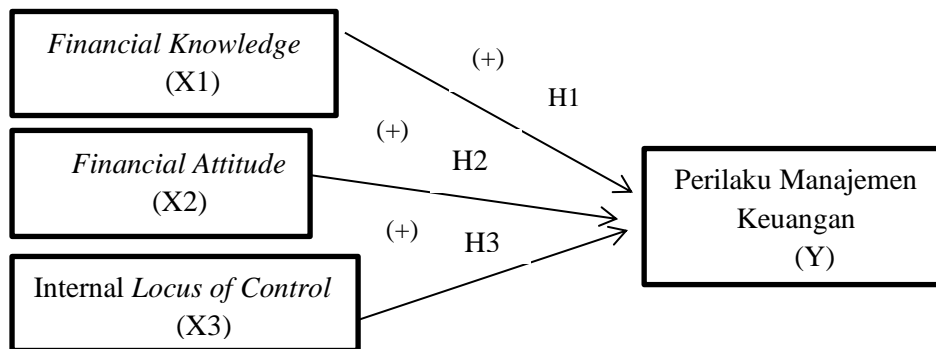 Financial Knowledge
(X1)
(+)
H1
Financial Attitude
(X2)
(+)
H2
Internal Locus of Control
(X3)
(+)
H3
Perilaku Manajemen
Keuangan
(Y)